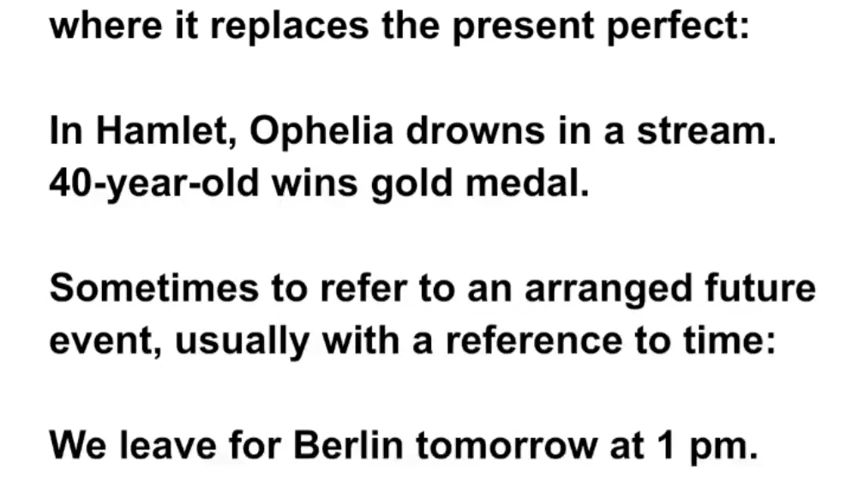 where it replaces the present perfect:
In Hamlet, Ophelia drowns in a stream.
40-year-old wins gold medal.
Sometimes to refer to an arranged future
event, usually with a reference to time:
We leave for Berlin tomorrow at 1 pm.